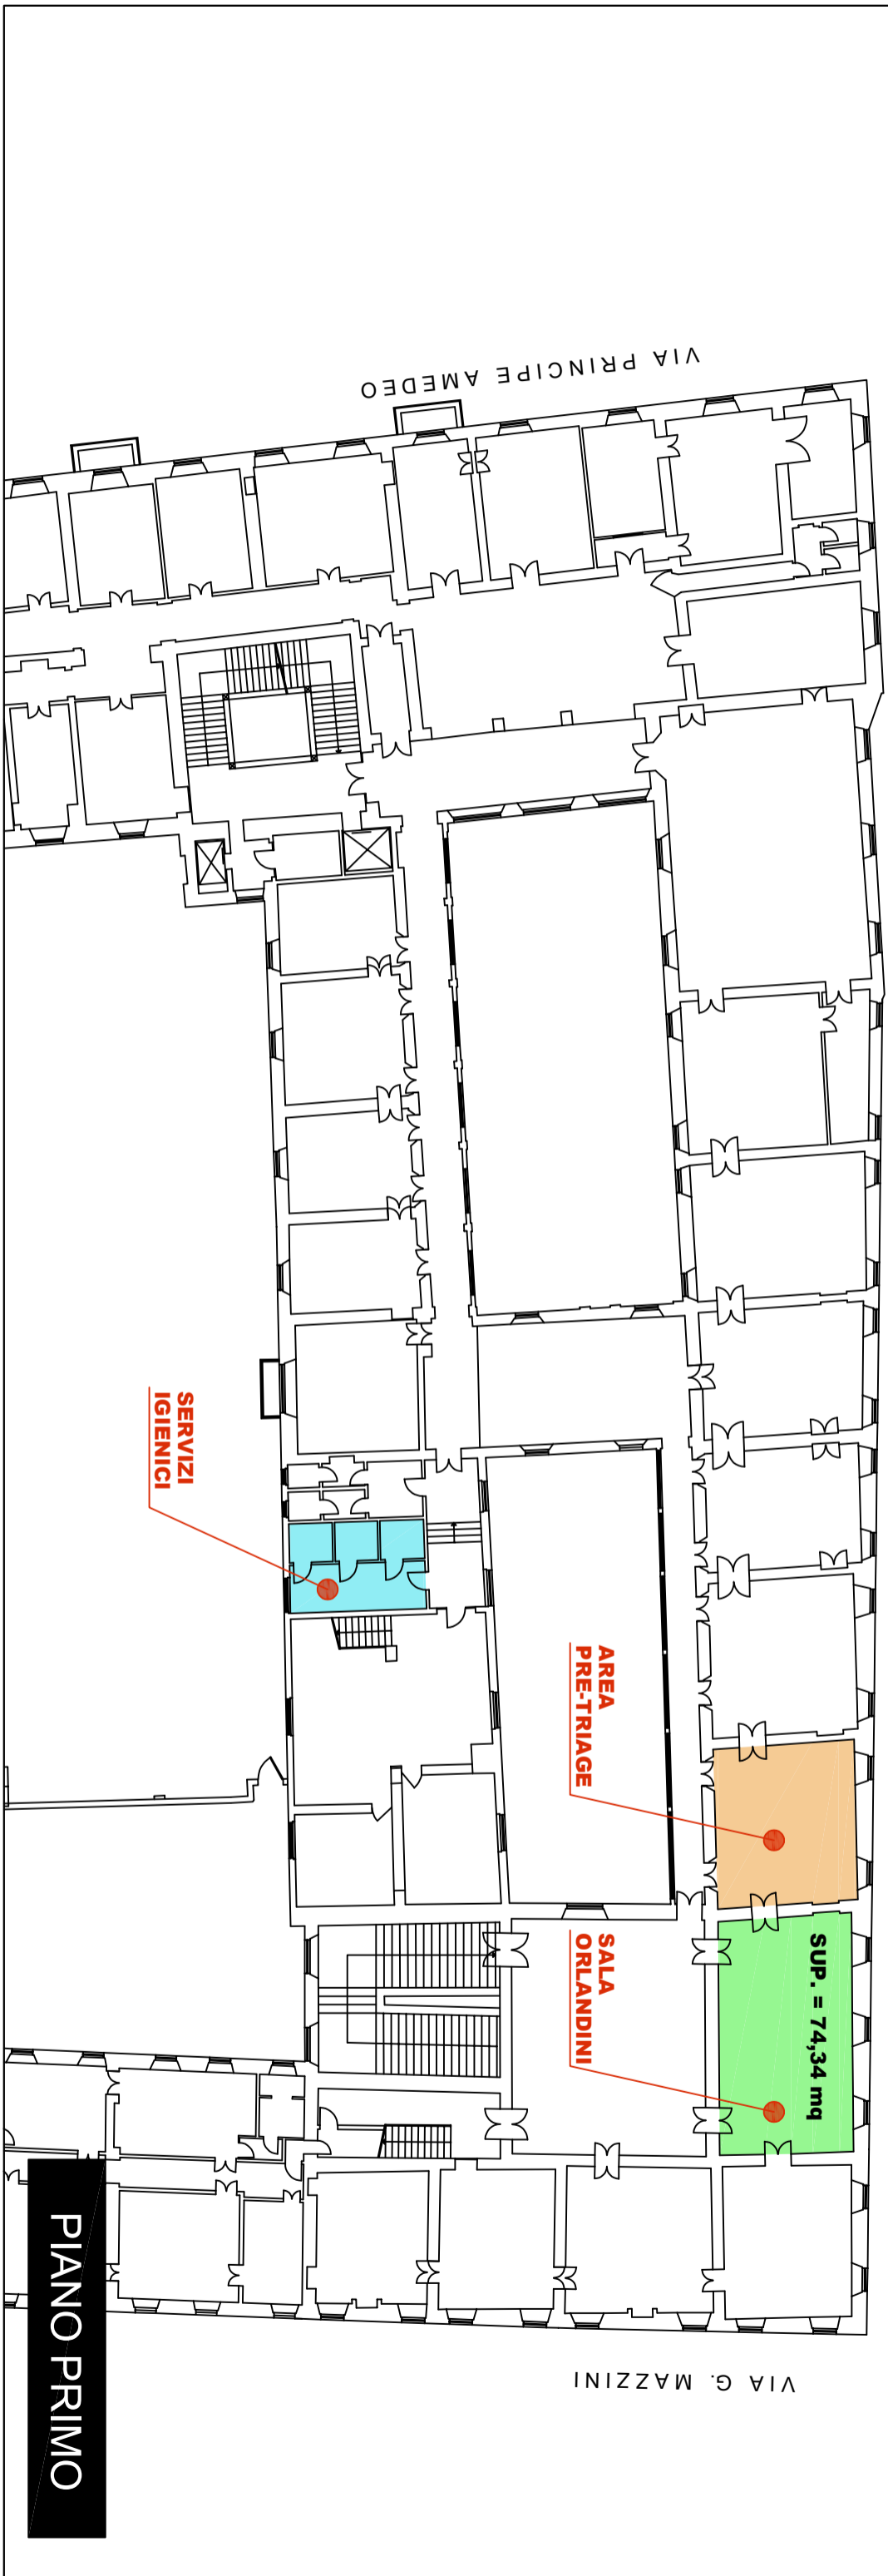 VIA PRINCIPE AMEDEO
SERVIZI
IGIENICI
AREA
PRE-TRIAGE
SALA
ORLANDINI
SUP. = 74,34 mq
VIA G. MAZZINI
PIANO PRIMO